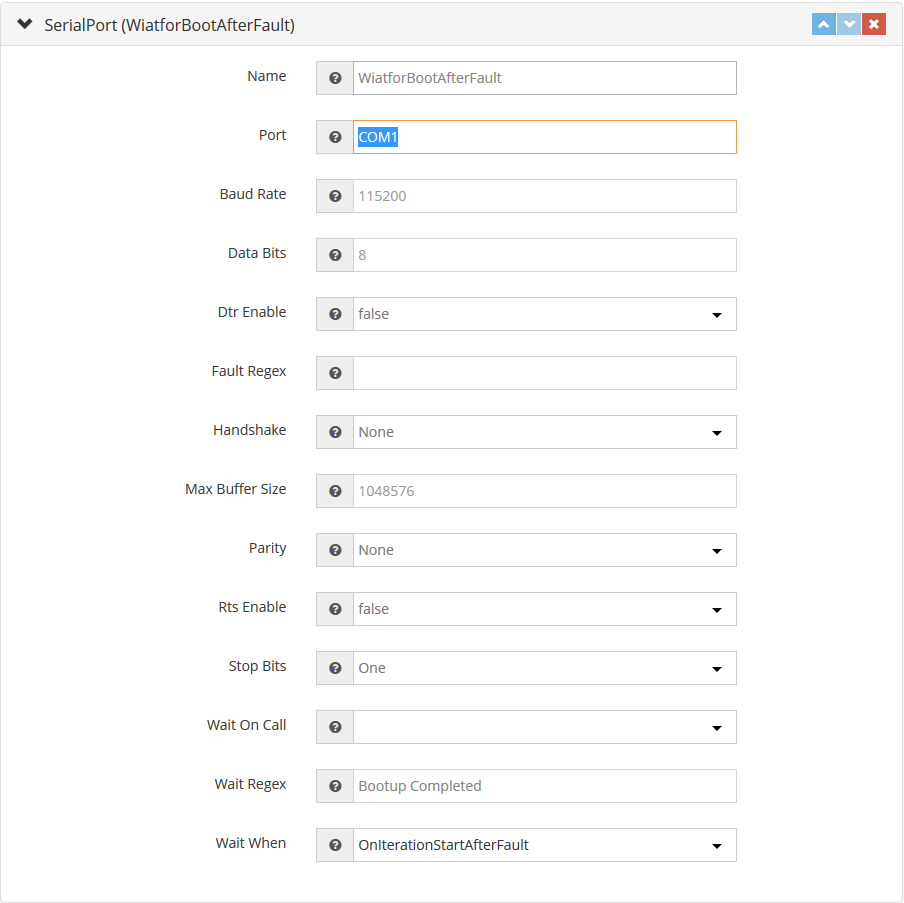 SerialPort (WiatforBootAfterFault)
Name WiatforBootAfterFault
Port COM1
Baud Rate 115200
Data Bits 8
Dtr Enable false
Fault Regex
Handshake None
Max Buffer Size 1048576
Parity None
Rts Enable false
Stop Bits One
Wait On Call
Wait Regex Bootup Completed
Wait When OnIterationStartAfterFault